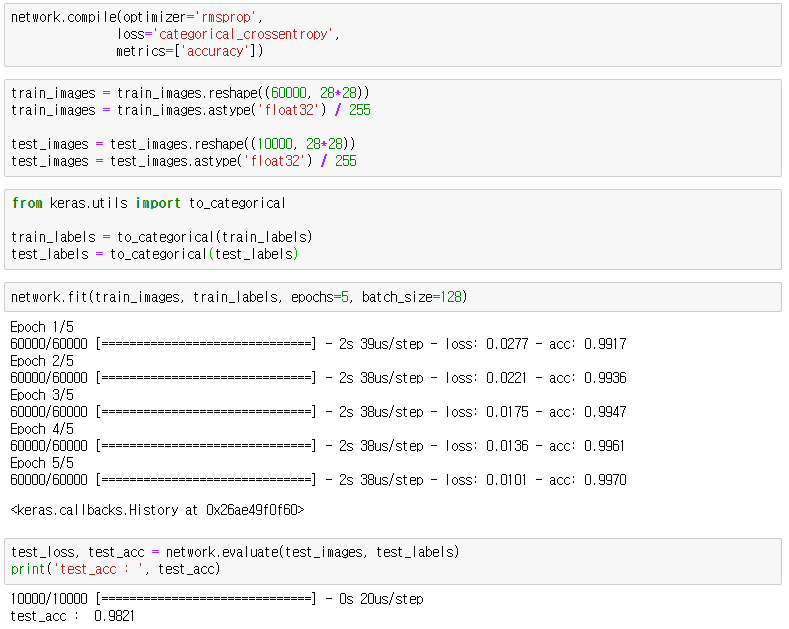 network.compile(optimizer='rmsprop',
loss='categorical_crossentropy',
metrics=['accuracy'])
train_images = train_images.reshape((60000, 28*28))
train_images = train_images.astype('float32') / 255
test_images = test_images.reshape((10000, 28*28))
test_images = test_images.astype('float32') / 255
from keras.utils import to_categorical
train_labels = to_categorical(train_labels)
test_labels = to_categorical(test_labels)
network.fit(train_images, train_labels, epochs=5, batch_size=128)
Epoch 1/5
60000/60000 [==============================] - 2s 39us/step - loss: 0.0277 - acc: 0.9917
Epoch 2/5
60000/60000 [==============================] - 2s 38us/step - loss: 0.0221 - acc: 0.9936
Epoch 3/5
60000/60000 [==============================] - 2s 38us/step - loss: 0.0175 - acc: 0.9947
Epoch 4/5
60000/60000 [==============================] - 2s 38us/step - loss: 0.0136 - acc: 0.9961
Epoch 5/5
60000/60000 [==============================] - 2s 38us/step - loss: 0.0101 - acc: 0.9970
<keras.callbacks.History at 0x26ae49f0f60>
test_loss, test_acc = network.evaluate(test_images, test_labels)
print('test_acc : ', test_acc)
10000/10000 [==============================] - 0s 20us/step
test_acc :  0.9821